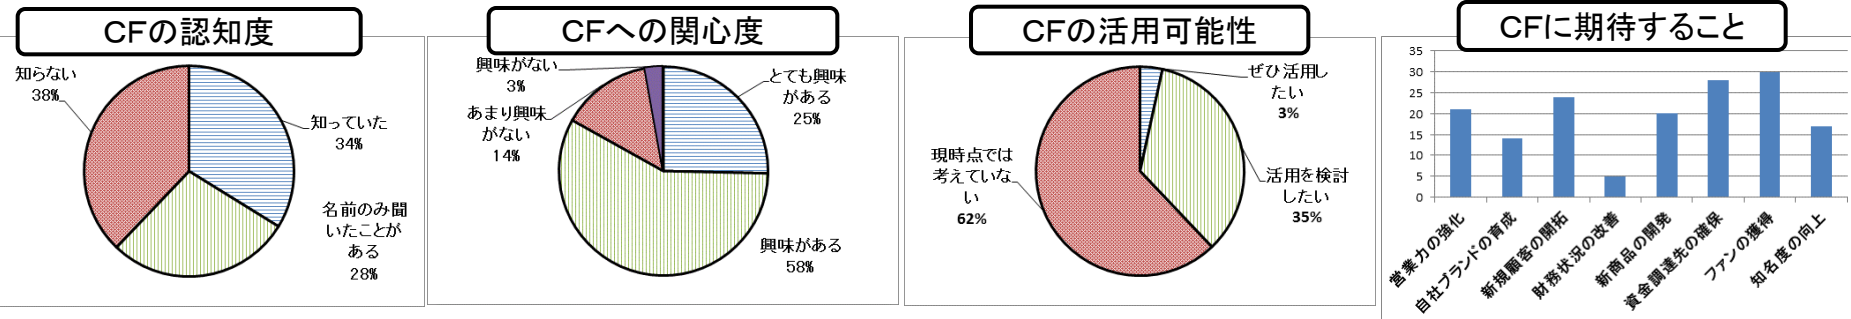 CFの認知度
知らない
38%
知っていた
34%
名前のみ聞
いたことが
ある
28%
CFへの関心度
興味がない
3%
あまり興味
がない
14%
とても興味
がある
25%
興味がある
58%
CFの活用可能性
ぜひ活用し
たい
3%
現時点では
考えていな
い
62%
活用を検討
したい
35%
CFに期待すること
35
30
25
20
15
10
5
0
営業力の強化
自社ブランドの育成
新規顧客の開拓
財務状況の改善
新商品の開発
資金調達先の確保
ファンの獲得
知名度の向上